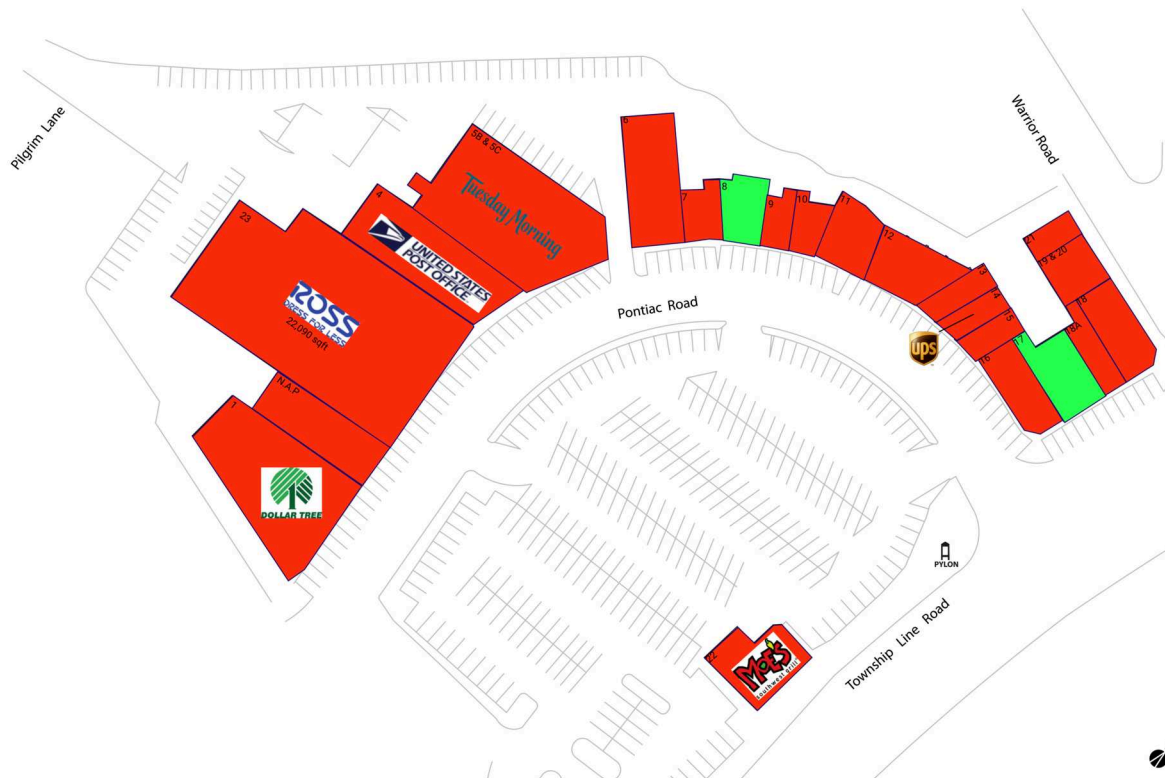 Pilgrim Lane
Warrior Road
5B & 5C
Tuesday Morning
4
UNITED STATES
POST OFFICE
23
ROSS
DRESS FOR LESS
22,090 sqft
N.A.P
1
DOLLAR TREE
6
7
8
9
10
11
12
13
14
15
16
17
18A
18
19 & 20
21
Pontiac Road
ups
PYLON
Township Line Road
22
MOE'S
southwest grill